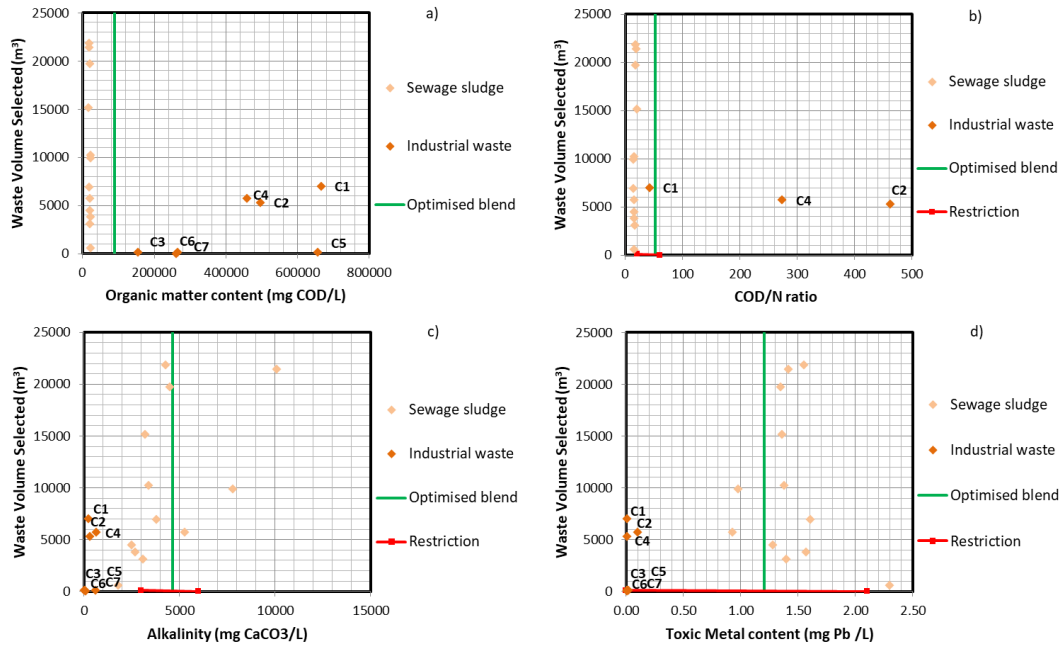 a)
Waste Volume Selected (m³)
25000
20000
15000
10000
5000
0
C1
C4
C2
C3
C6
C7
C5
0
200000
400000
600000
800000
Organic matter content (mg COD/L)
Sewage sludge
Industrial waste
Optimised blend
b)
Waste Volume Selected (m³)
25000
20000
15000
10000
5000
0
C1
C4
C2
0
100
200
300
400
500
COD/N ratio
Sewage sludge
Industrial waste
Optimised blend
Restriction
c)
Waste Volume Selected (m³)
25000
20000
15000
10000
5000
0
C1
C2
C4
C3
C5
C6
C7
0
5000
10000
15000
Alkalinity (mg CaCO3/L)
Sewage sludge
Industrial waste
Optimised blend
Restriction
d)
Waste Volume Selected (m³)
25000
20000
15000
10000
5000
0
C1
C2
C4
C3
C5
C6
C7
0.00
0.50
1.00
1.50
2.00
2.50
Toxic Metal content (mg Pb /L)
Sewage sludge
Industrial waste
Optimised blend
Restriction